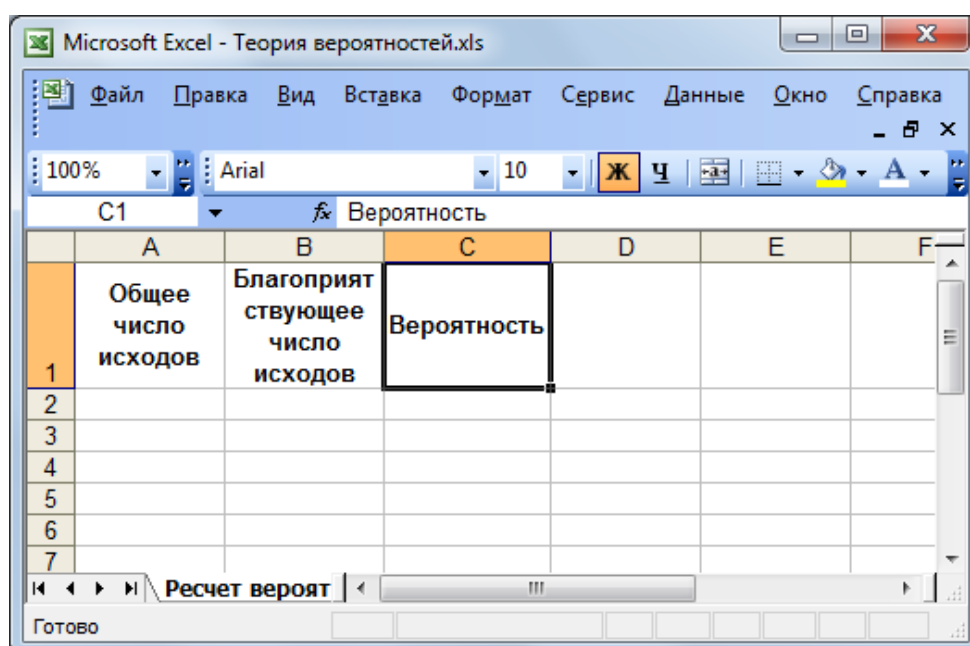 Microsoft Excel - Теория вероятностей.xls
Файл Правка Вид Вставка Формат Сервис Данные Окно Справка
100% Arial 10 Ж Ч a A
C1 fx Вероятность
A B C D E F
Общее
число
исходов
Благоприят
ствующее
число
исходов
Вероятность
1
2
3
4
5
6
7
Ресчет вероят
Готово